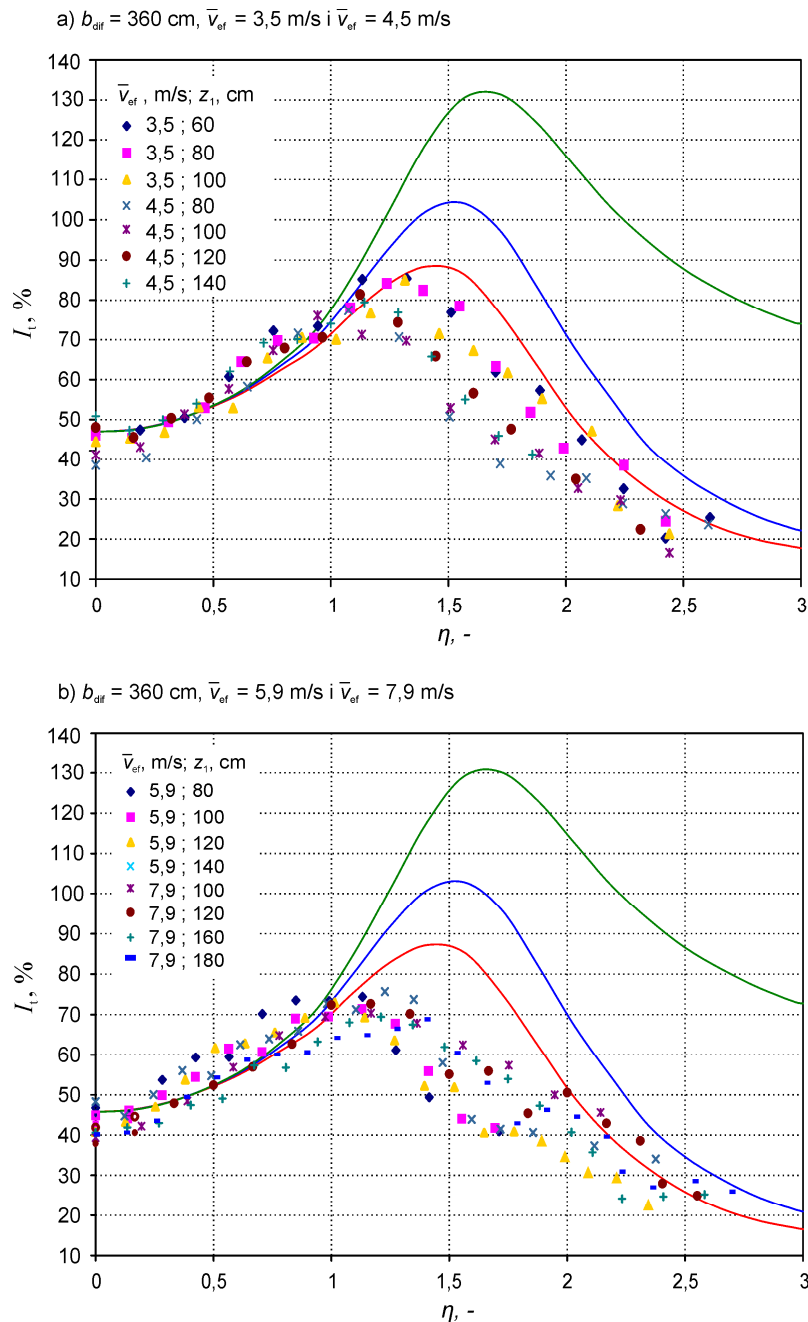 a) b_dif = 360 cm, v̅_ef = 3,5 m/s i v̅_ef = 4,5 m/s
140
130
120
110
100
90
80
70
60
50
40
30
20
10
I_t, %
v̅_ef , m/s; z_1, cm
3,5 ; 60
3,5 ; 80
3,5 ; 100
4,5 ; 80
4,5 ; 100
4,5 ; 120
4,5 ; 140
0 0,5 1 1,5 2 2,5 3
η, -
b) b_dif = 360 cm, v̅_ef = 5,9 m/s i v̅_ef = 7,9 m/s
140
130
120
110
100
90
80
70
60
50
40
30
20
10
I_t, %
v̅_ef, m/s; z_1, cm
5,9 ; 80
5,9 ; 100
5,9 ; 120
5,9 ; 140
7,9 ; 100
7,9 ; 120
7,9 ; 160
7,9 ; 180
0 0,5 1 1,5 2 2,5 3
η, -